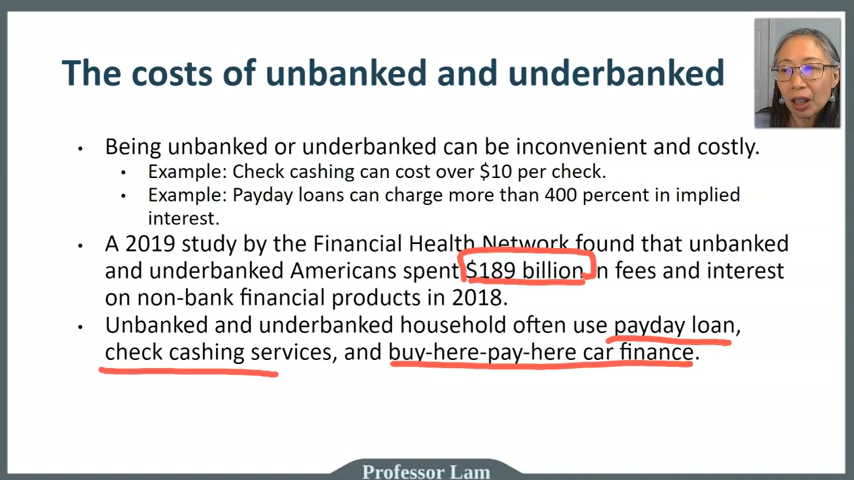 The costs of unbanked and underbanked
• Being unbanked or underbanked can be inconvenient and costly.
• Example: Check cashing can cost over $10 per check.
• Example: Payday loans can charge more than 400 percent in implied
interest.
• A 2019 study by the Financial Health Network found that unbanked
and underbanked Americans spent $189 billion in fees and interest
on non-bank financial products in 2018.
• Unbanked and underbanked household often use payday loan,
check cashing services, and buy-here-pay-here car finance.
Professor Lam